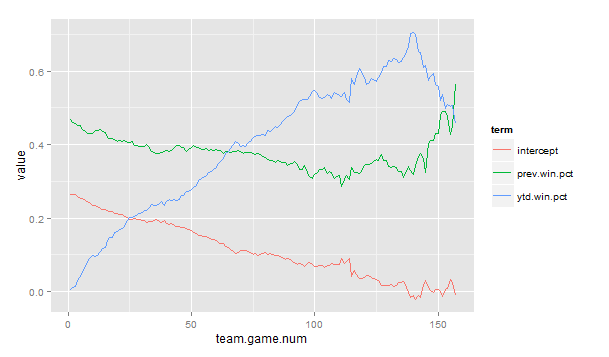 0.6
0.4
0.2
0.0
value
0
50
100
150
team.game.num
term
intercept
prev.win.pct
ytd.win.pct